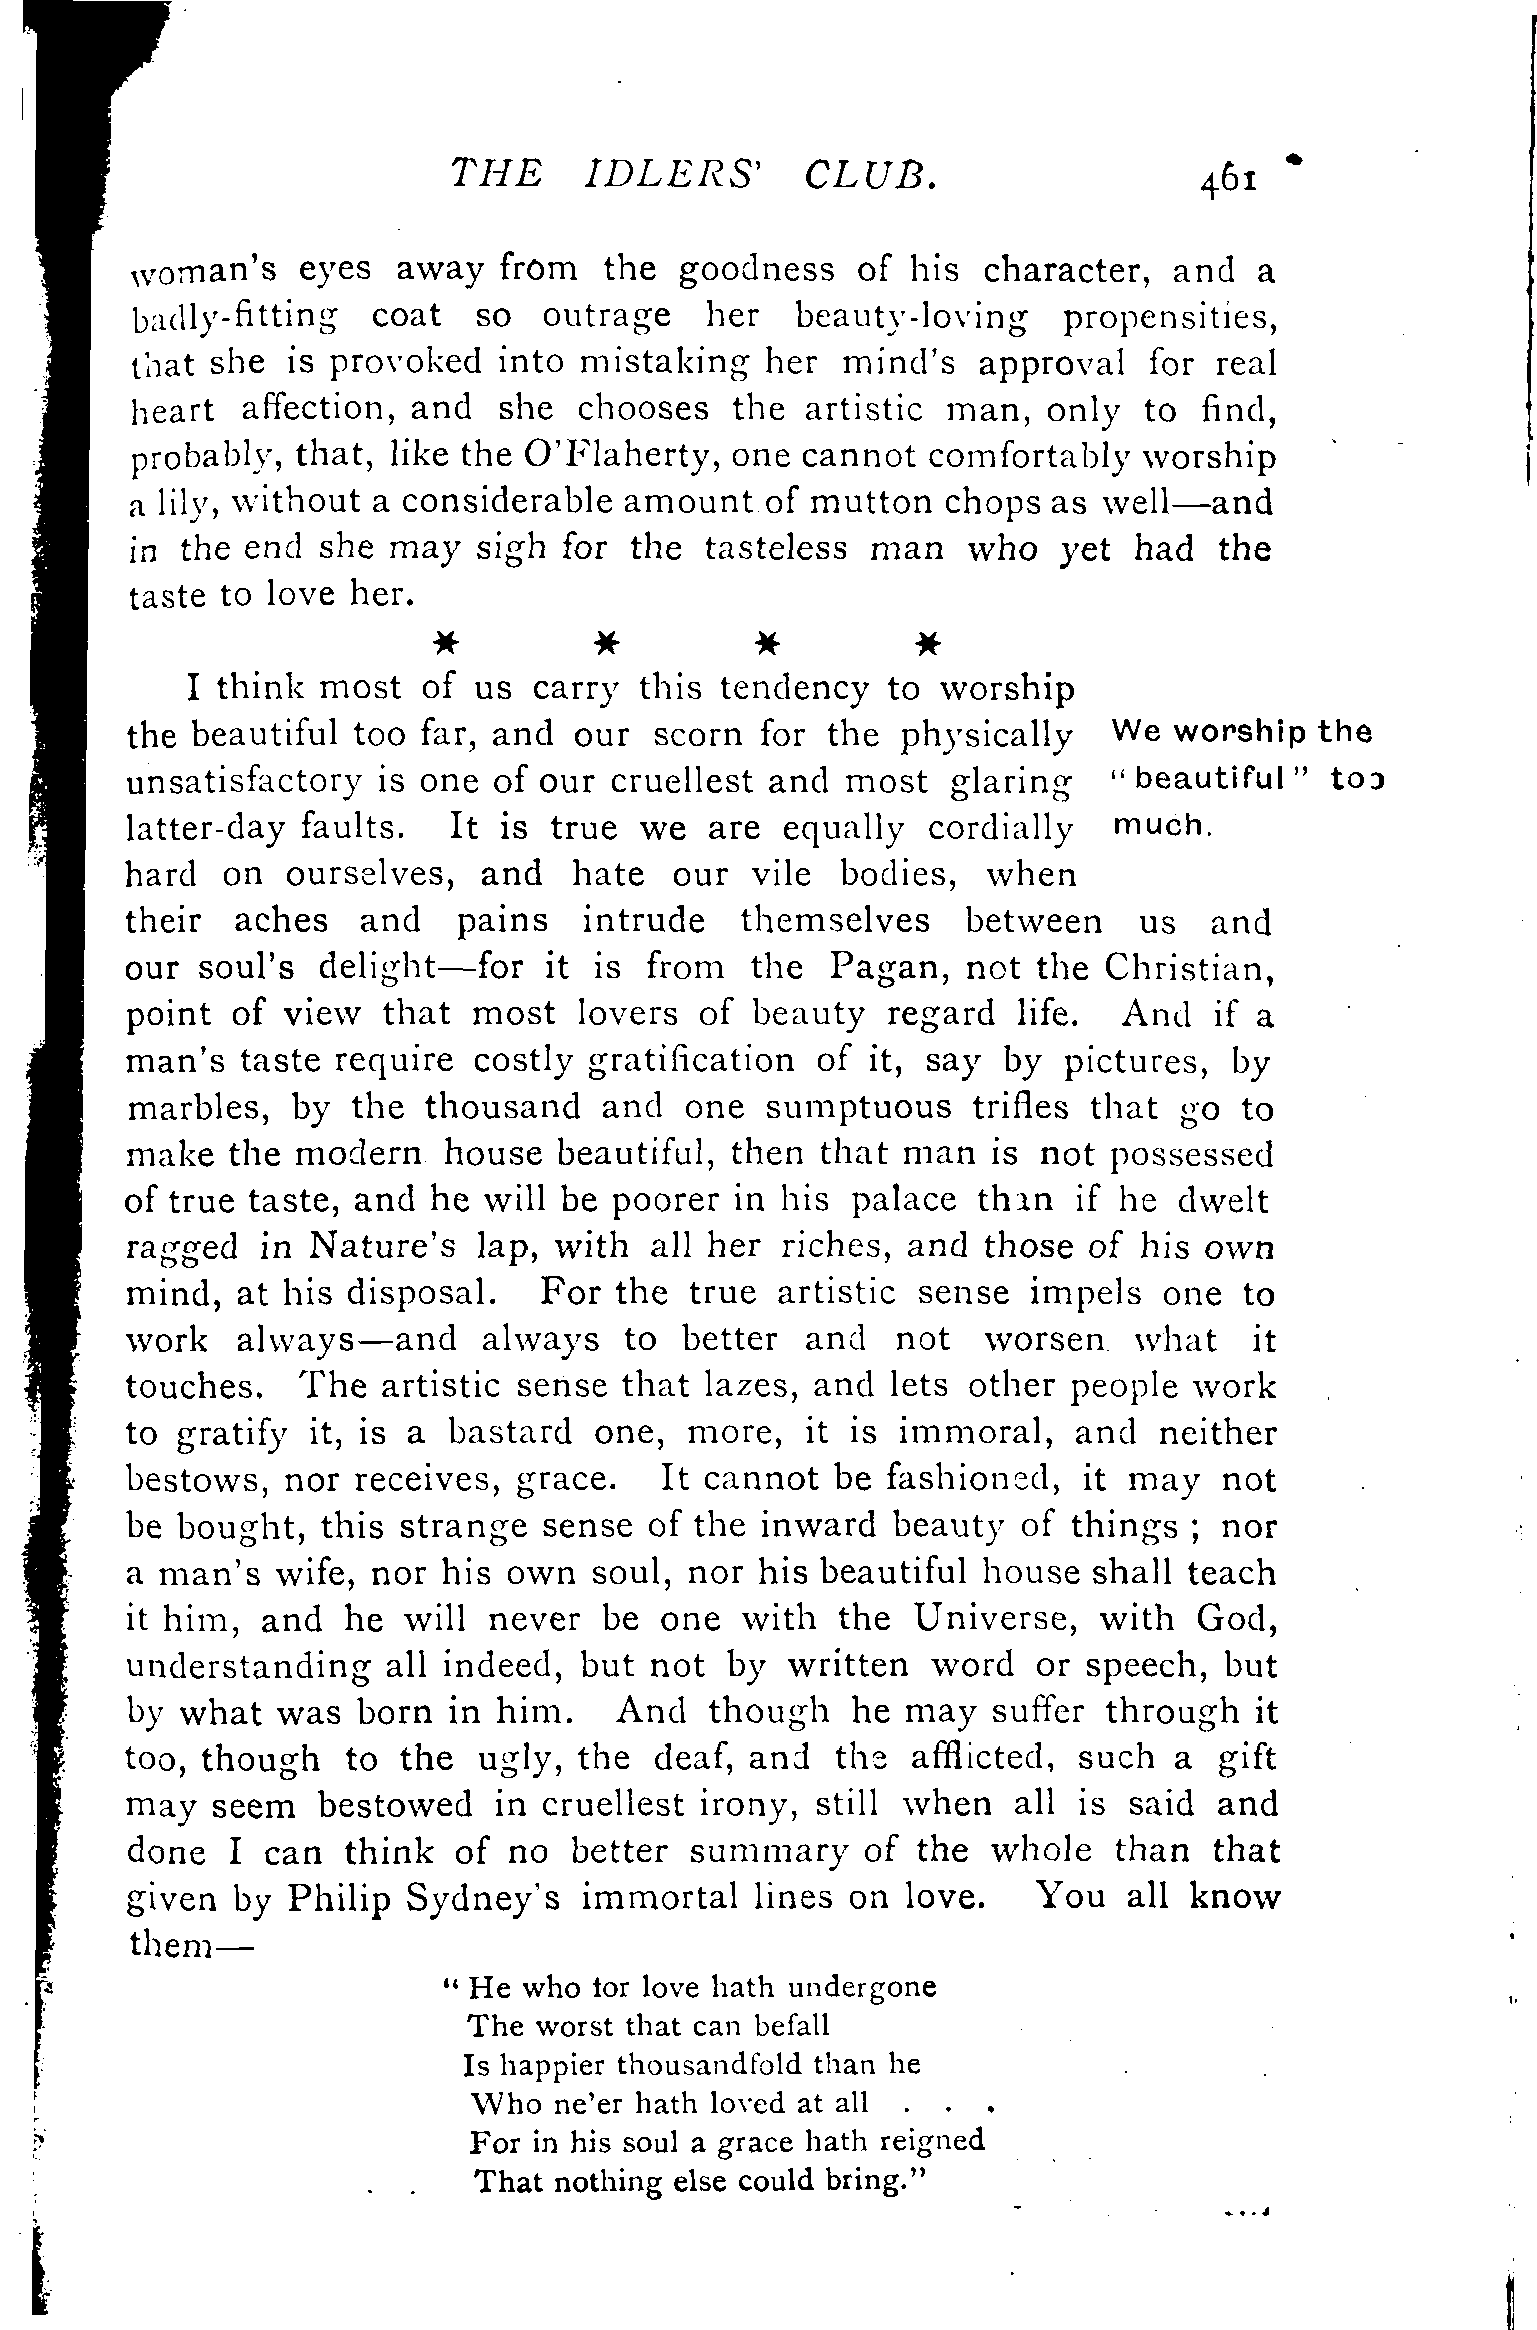 THE IDLERS' CLUB. 461
woman's eyes away from the goodness of his character, and a
badly-fitting coat so outrage her beauty-loving propensities,
that she is provoked into mistaking her mind's approval for real
heart affection, and she chooses the artistic man, only to find,
probably, that, like the O'Flaherty, one cannot comfortably worship
a lily, without a considerable amount of mutton chops as well—and
in the end she may sigh for the tasteless man who yet had the
taste to love her.
* * * *
I think most of us carry this tendency to worship
the beautiful too far, and our scorn for the physically
unsatisfactory is one of our cruellest and most glaring
latter-day faults. It is true we are equally cordially
hard on ourselves, and hate our vile bodies, when
We worship the
"beautiful" too
much.
their aches and pains intrude themselves between us and
our soul's delight—for it is from the Pagan, not the Christian,
point of view that most lovers of beauty regard life. And if a
man's taste require costly gratification of it, say by pictures, by
marbles, by the thousand and one sumptuous trifles that go to
make the modern house beautiful, then that man is not possessed
of true taste, and he will be poorer in his palace than if he dwelt
ragged in Nature's lap, with all her riches, and those of his own
mind, at his disposal. For the true artistic sense impels one to
work always—and always to better and not worsen what it
touches. The artistic sense that lazes, and lets other people work
to gratify it, is a bastard one, more, it is immoral, and neither
bestows, nor receives, grace. It cannot be fashioned, it may not
be bought, this strange sense of the inward beauty of things; nor
a man's wife, nor his own soul, nor his beautiful house shall teach
it him, and he will never be one with the Universe, with God,
understanding all indeed, but not by written word or speech, but
by what was born in him. And though he may suffer through it
too, though to the ugly, the deaf, and the afflicted, such a gift
may seem bestowed in cruellest irony, still when all is said and
done I can think of no better summary of the whole than that
given by Philip Sydney's immortal lines on love. You all know
them—
"He who for love hath undergone
The worst that can befall
Is happier thousandfold than he
Who ne'er hath loved at all . . .
For in his soul a grace hath reigned
That nothing else could bring."